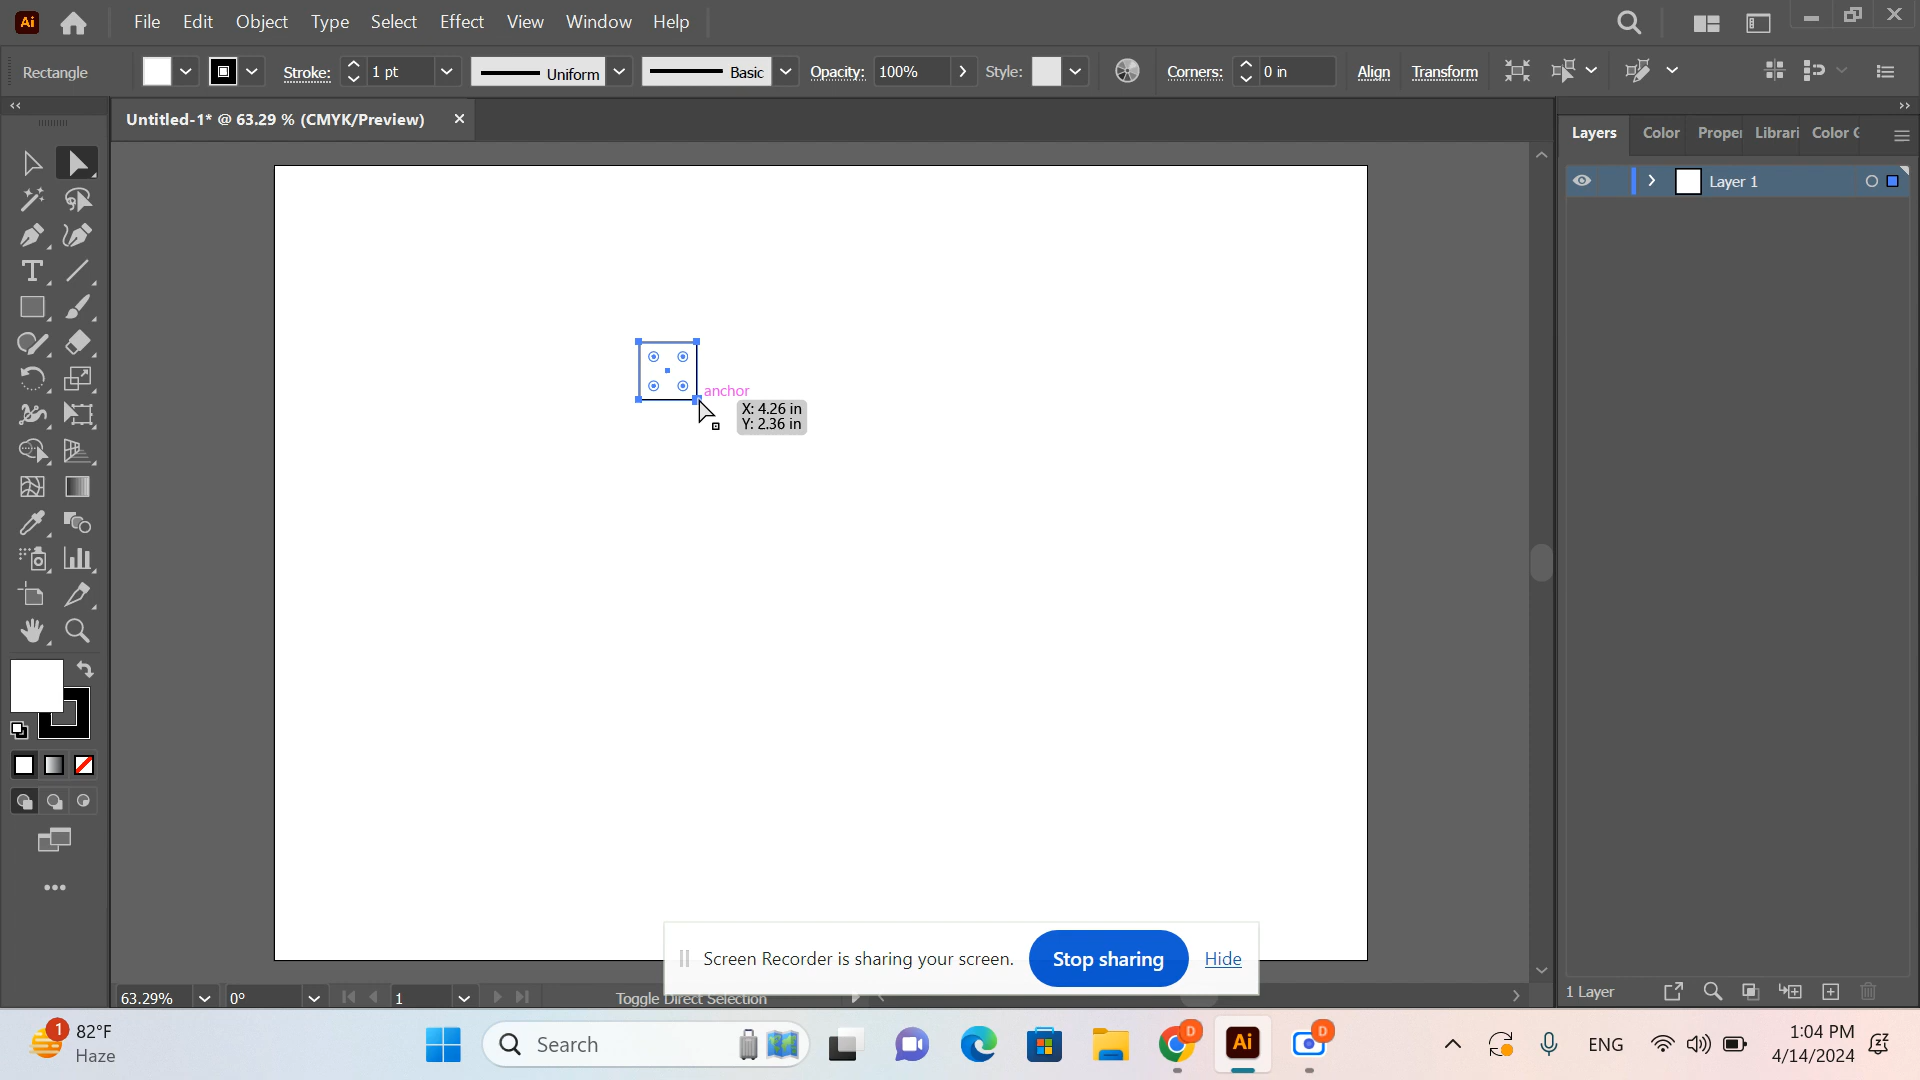 Ai File Edit Object Type Select Effect View Window Help
Rectangle Stroke: 1 pt Uniform Basic Opacity: 100% Style: Corners: 0 in Align Transform
Untitled-1* @ 63.29 % (CMYK/Preview)
Layers Color Proper Librari Color G
Layer 1
anchor
X: 4.26 in
Y: 2.36 in
Screen Recorder is sharing your screen. Stop sharing Hide
63.29% 0° 1 Toggle Direct Selection
1 Layer
1 82°F
Haze
Search
D Ai D
ENG
1:04 PM
4/14/2024